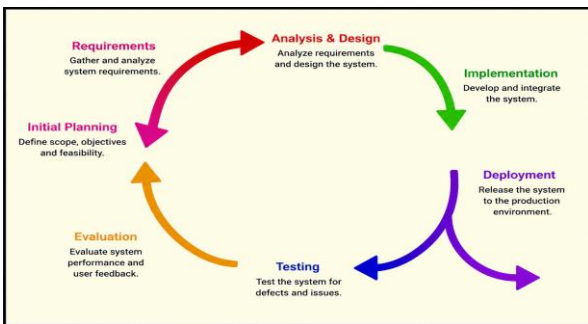 Analysis & Design
Analyze requirements
and design the system.
Requirements
Gather and analyze
system requirements.
Implementation
Develop and integrate
the system.
Initial Planning
Define scope, objectives
and feasibility.
Deployment
Release the system
to the production
environment.
Evaluation
Evaluate system
performance and
user feedback.
Testing
Test the system for
defects and issues.